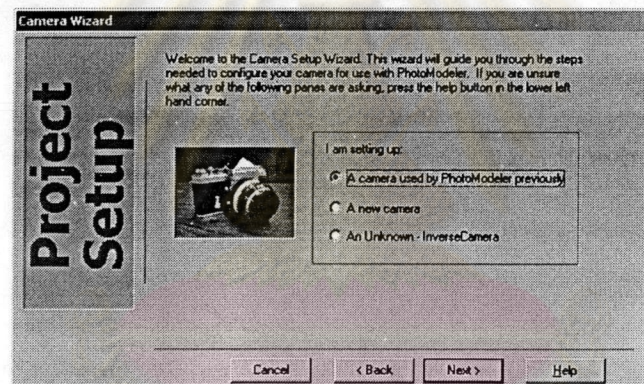 Camera Wizard
Project
Setup
Welcome to the Camera Setup Wizard. This wizard will guide you through the steps
needed to configure your camera for use with PhotoModeler. If you are unsure
what any of the following panes are asking, press the help button in the lower left
hand corner.
I am setting up:
A camera used by PhotoModeler previously
A new camera
An Unknown - InverseCamera
Cancel
< Back
Next >
Help